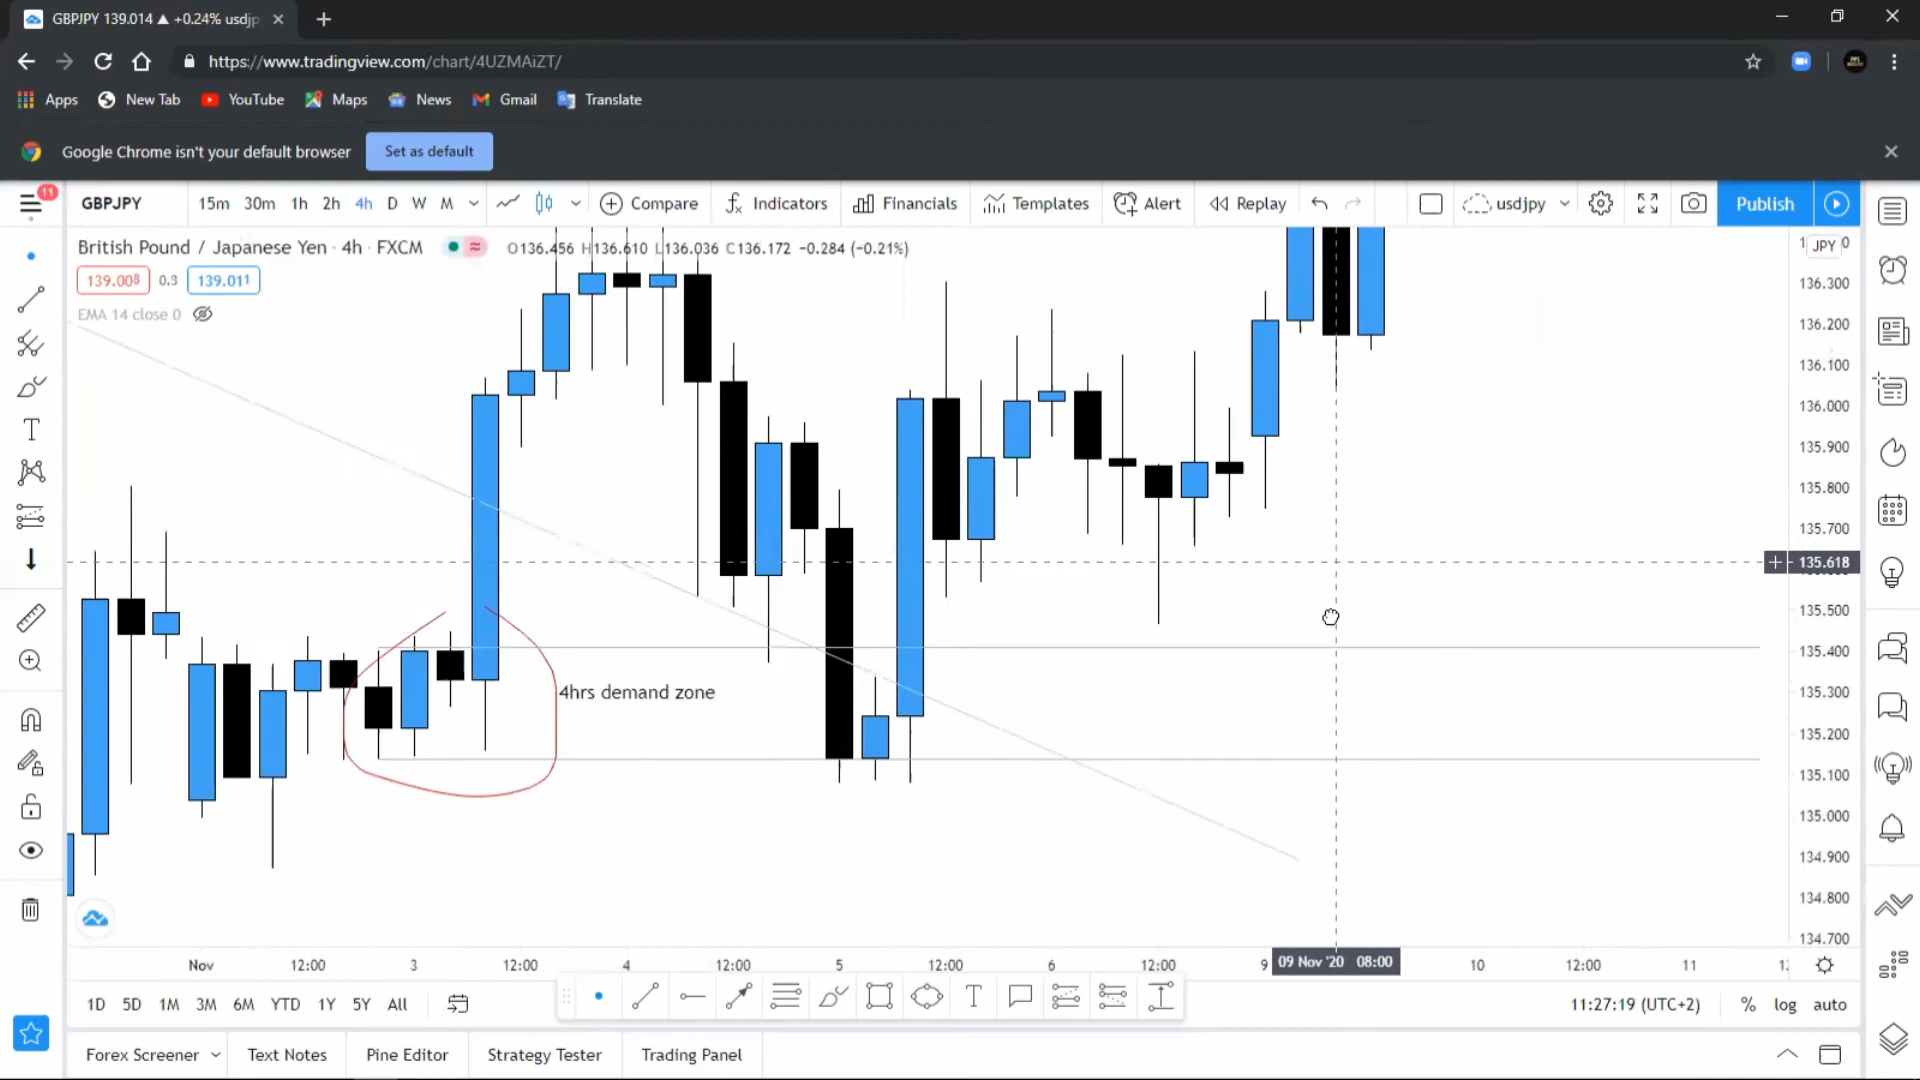 GBPJPY 139.014 ▲ +0.24% usdjp
https://www.tradingview.com/chart/4UZMAiZT/
Apps New Tab YouTube Maps News Gmail Translate
Google Chrome isn't your default browser Set as default
11
GBPJPY 15m 30m 1h 2h 4h D W M Compare Indicators Financials Templates Alert Replay usdjpy Publish
British Pound / Japanese Yen · 4h · FXCM O136.456 H136.610 L136.036 C136.172 −0.284 (−0.21%)
JPY
139.008 0.3 139.011
EMA 14 close 0
136.300
136.200
136.100
136.000
135.900
135.800
135.700
135.618
135.500
135.400
4hrs demand zone
135.300
135.200
135.100
135.000
134.900
134.800
134.700
Nov 12:00 3 12:00 4 12:00 5 12:00 6 12:00 9 09 Nov '20 08:00 10 12:00 11
1D 5D 1M 3M 6M YTD 1Y 5Y All
11:27:19 (UTC+2) % log auto
Forex Screener Text Notes Pine Editor Strategy Tester Trading Panel